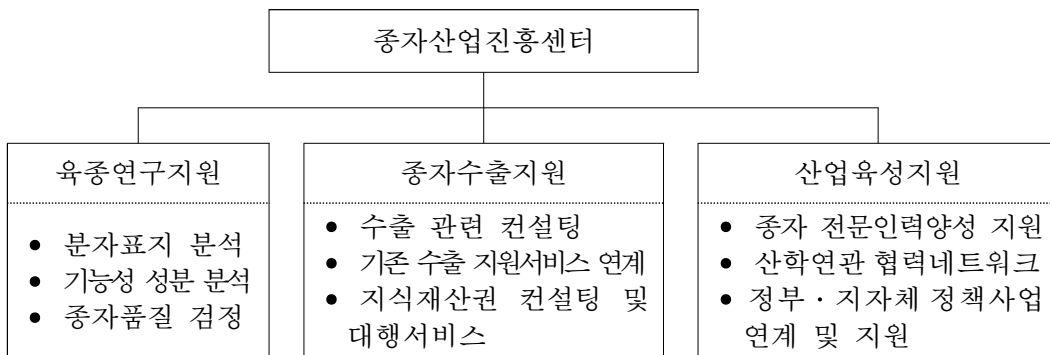 종자산업진흥센터
육종연구지원
● 분자표지 분석
● 기능성 성분 분석
● 종자품질 검정
종자수출지원
● 수출 관련 컨설팅
● 기존 수출 지원서비스 연계
● 지식재산권 컨설팅 및
대행서비스
산업육성지원
● 종자 전문인력양성 지원
● 산학연관 협력네트워크
● 정부 · 지자체 정책사업
연계 및 지원